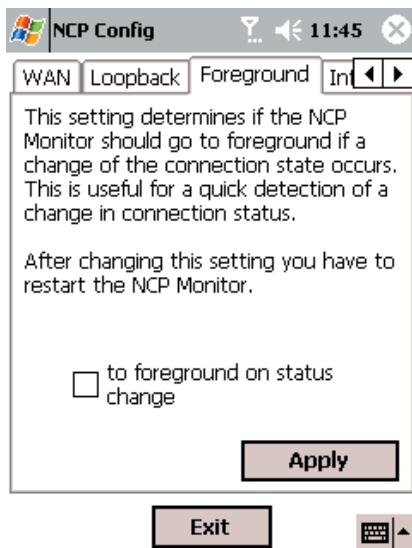 NCP Config 11:45
WAN Loopback Foreground
This setting determines if the NCP
Monitor should go to foreground if a
change of the connection state occurs.
This is useful for a quick detection of a
change in connection status.
After changing this setting you have to
restart the NCP Monitor.
to foreground on status
change
Apply
Exit